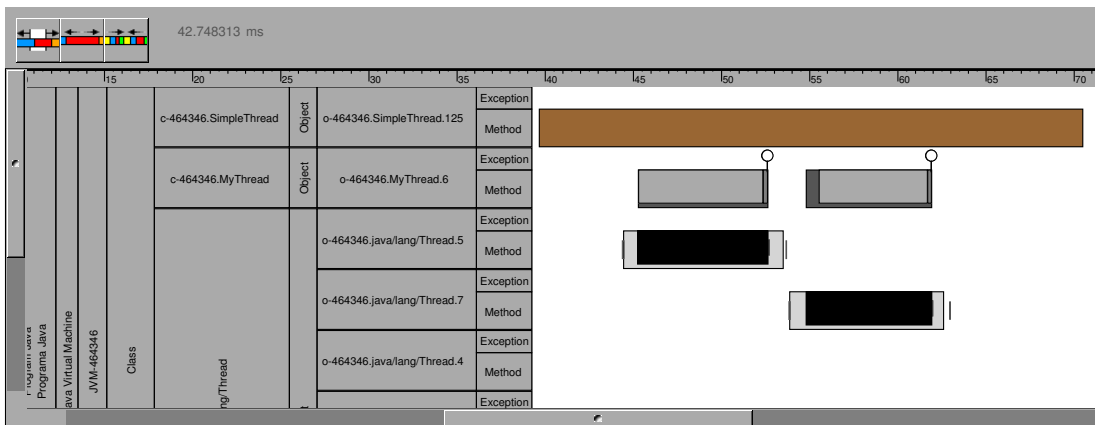 42.748313 ms
15 20 25 30 35 40 45 50 55 60 65 70
c-464346.SimpleThread Object o-464346.SimpleThread.125 Exception
Method
c-464346.MyThread Object o-464346.MyThread.6 Exception
Method
o-464346.java/lang/Thread.5 Exception
Method
o-464346.java/lang/Thread.7 Exception
Method
o-464346.java/lang/Thread.4 Exception
Method
Exception
Programa Java
ava Virtual Machine
JVM-464346
Class
ng/Thread
t